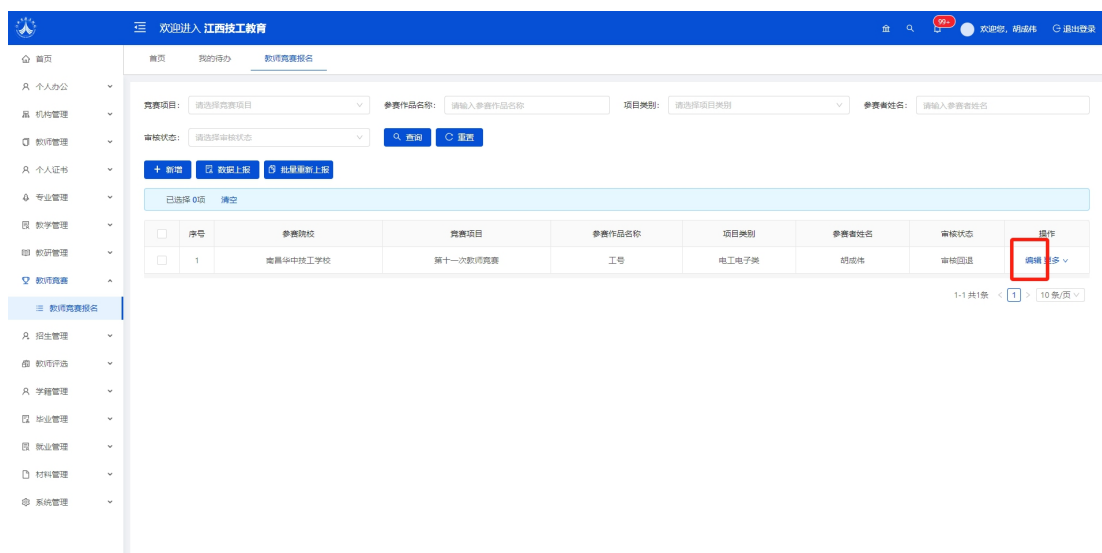 欢迎进入 江西技工教育
99+
欢迎您，胡成伟
退出登录
首页
个人办公
机构管理
教师管理
个人证书
专业管理
教学管理
教研管理
教师竞赛
教师竞赛报名
招生管理
教师评选
学籍管理
毕业管理
就业管理
材料管理
系统管理
首页 我的待办 教师竞赛报名
竞赛项目： 请选择竞赛项目 参赛作品名称： 请输入参赛作品名称 项目类别： 请选择项目类别 参赛者姓名： 请输入参赛者姓名
审核状态： 请选择审核状态 查询 重置
+ 新增 数据上报 批量重新上报
已选择 0项 清空
序号 参赛院校 竞赛项目 参赛作品名称 项目类别 参赛者姓名 审核状态 操作
1 南昌华中技工学校 第十一次教师竞赛 工号 电工电子类 胡成伟 审核回退 编辑 更多
1-1 共1条 < 1 > 10 条/页